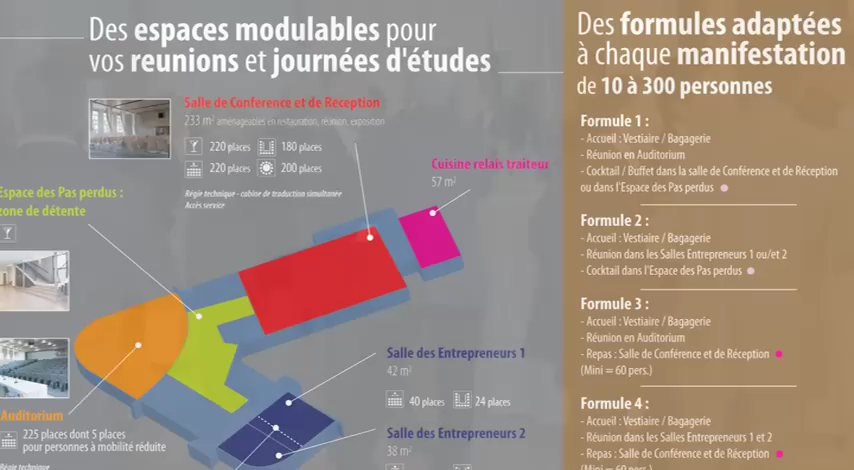 Des espaces modulables pour
vos reunions et journées d'études
Salle de Conférence et de Réception
233 m² aménageables en restauration, réunion, exposition
220 places
180 places
220 places
200 places
Régie technique - cabine de traduction simultanée
Accès service
Cuisine relais traiteur
57 m²
Espace des Pas perdus :
zone de détente
Salle des Entrepreneurs 1
42 m²
40 places
24 places
Auditorium
225 places dont 5 places
pour personnes à mobilité réduite
Régie technique
Salle des Entrepreneurs 2
38 m²
Des formules adaptées
à chaque manifestation
de 10 à 300 personnes
Formule 1 :
- Accueil : Vestiaire / Bagagerie
- Réunion en Auditorium
- Cocktail / Buffet dans la salle de Conférence et de Réception
ou dans l'Espace des Pas perdus
Formule 2 :
- Accueil : Vestiaire / Bagagerie
- Réunion dans les Salles Entrepreneurs 1 ou/et 2
- Cocktail dans l'Espace des Pas perdus
Formule 3 :
- Accueil : Vestiaire / Bagagerie
- Réunion en Auditorium
- Repas : Salle de Conférence et de Réception
(Mini = 60 pers.)
Formule 4 :
- Accueil : Vestiaire / Bagagerie
- Réunion dans les Salles Entrepreneurs 1 et 2
- Repas : Salle de Conférence et de Réception
(Mini = 60 pers.)